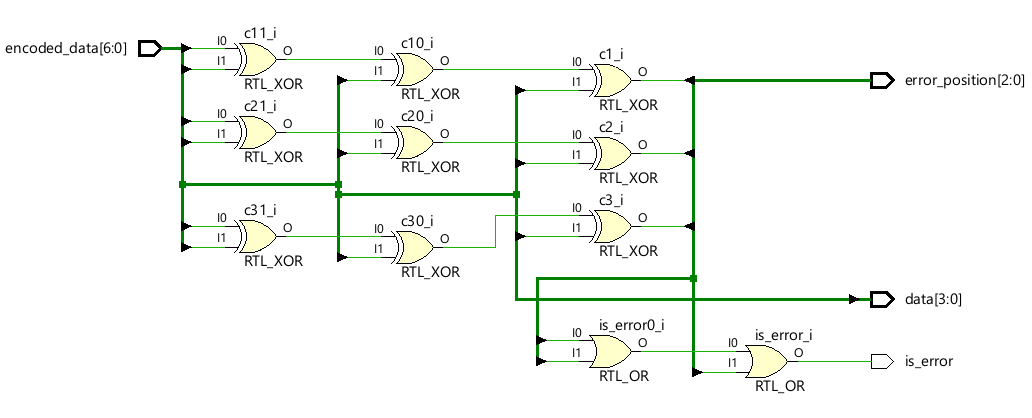 encoded_data[6:0]
c11_i
I0
I1
O
RTL_XOR
c10_i
I0
I1
O
RTL_XOR
c1_i
I0
I1
O
RTL_XOR
error_position[2:0]
c21_i
I0
I1
O
RTL_XOR
c20_i
I0
I1
O
RTL_XOR
c2_i
I0
I1
O
RTL_XOR
c31_i
I0
I1
O
RTL_XOR
c30_i
I0
I1
O
RTL_XOR
c3_i
I0
I1
O
RTL_XOR
data[3:0]
is_error0_i
I0
I1
O
RTL_OR
is_error_i
I0
I1
O
RTL_OR
is_error